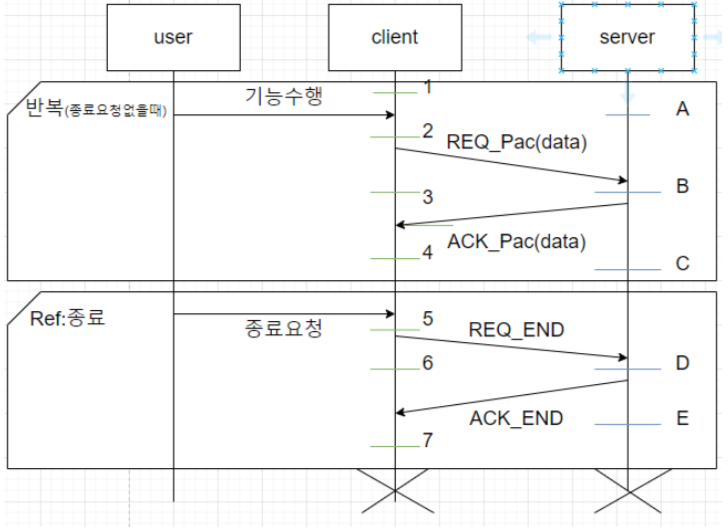 user
client
server
반복(종료요청없을때)
기능수행
1
A
2
REQ_Pac(data)
B
3
ACK_Pac(data)
4
C
Ref:종료
종료요청
5
REQ_END
6
D
ACK_END
E
7